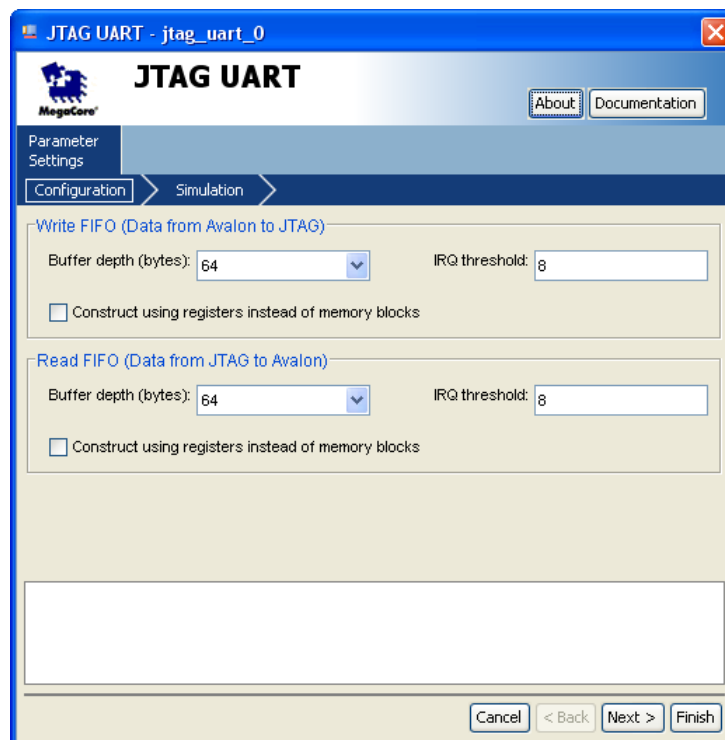 JTAG UART - jtag_uart_0
JTAG UART
MegaCore®
About Documentation
Parameter
Settings
Configuration Simulation
Write FIFO (Data from Avalon to JTAG)
Buffer depth (bytes): 64 IRQ threshold: 8
Construct using registers instead of memory blocks
Read FIFO (Data from JTAG to Avalon)
Buffer depth (bytes): 64 IRQ threshold: 8
Construct using registers instead of memory blocks
Cancel < Back Next > Finish